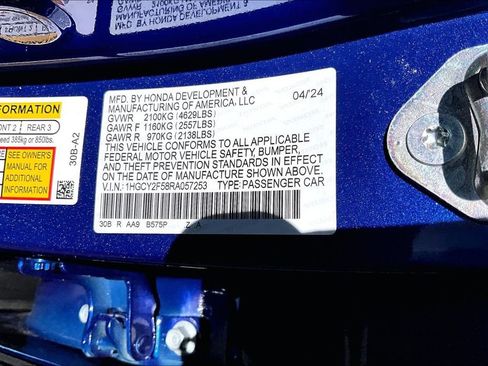 MFD. BY HONDA DEVELOPMENT &
MANUFACTURING OF AMERICA, LLC 04/24
GVWR 2100KG (4629LBS)
GAWR F 1160KG (2557LBS)
GAWR R 970KG (2138LBS)
THIS VEHICLE CONFORMS TO ALL APPLICABLE
FEDERAL MOTOR VEHICLE SAFETY, BUMPER,
AND THEFT PREVENTION STANDARDS IN EFFECT
ON THE DATE OF MANUFACTURE SHOWN ABOVE.
V.I.N.: 1HGCY2F58RA057253 TYPE: PASSENGER CAR
30B R AA9 B575P Z A
FORMATION
ONT 2 REAR 3
eed 385kg or 850lbs.
SEE OWNER'S
MANUAL FOR
ADDITIONAL
INFORMATION
30B-A2